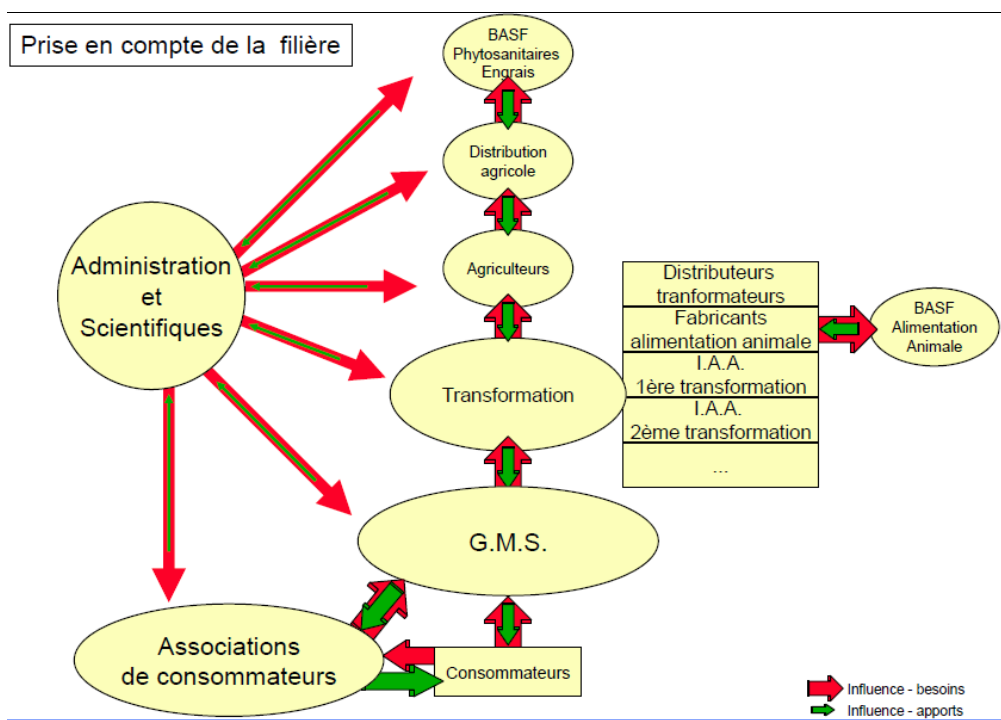 Prise en compte de la filière
BASF
Phytosanitaires
Engrais
Distribution
agricole
Administration
et
Scientifiques
Agriculteurs
Distributeurs
tranformateurs
Fabricants
alimentation animale
I.A.A.
1ère transformation
I.A.A.
2ème transformation
...
BASF
Alimentation
Animale
Transformation
G.M.S.
Associations
de consommateurs
Consommateurs
Influence - besoins
Influence - apports